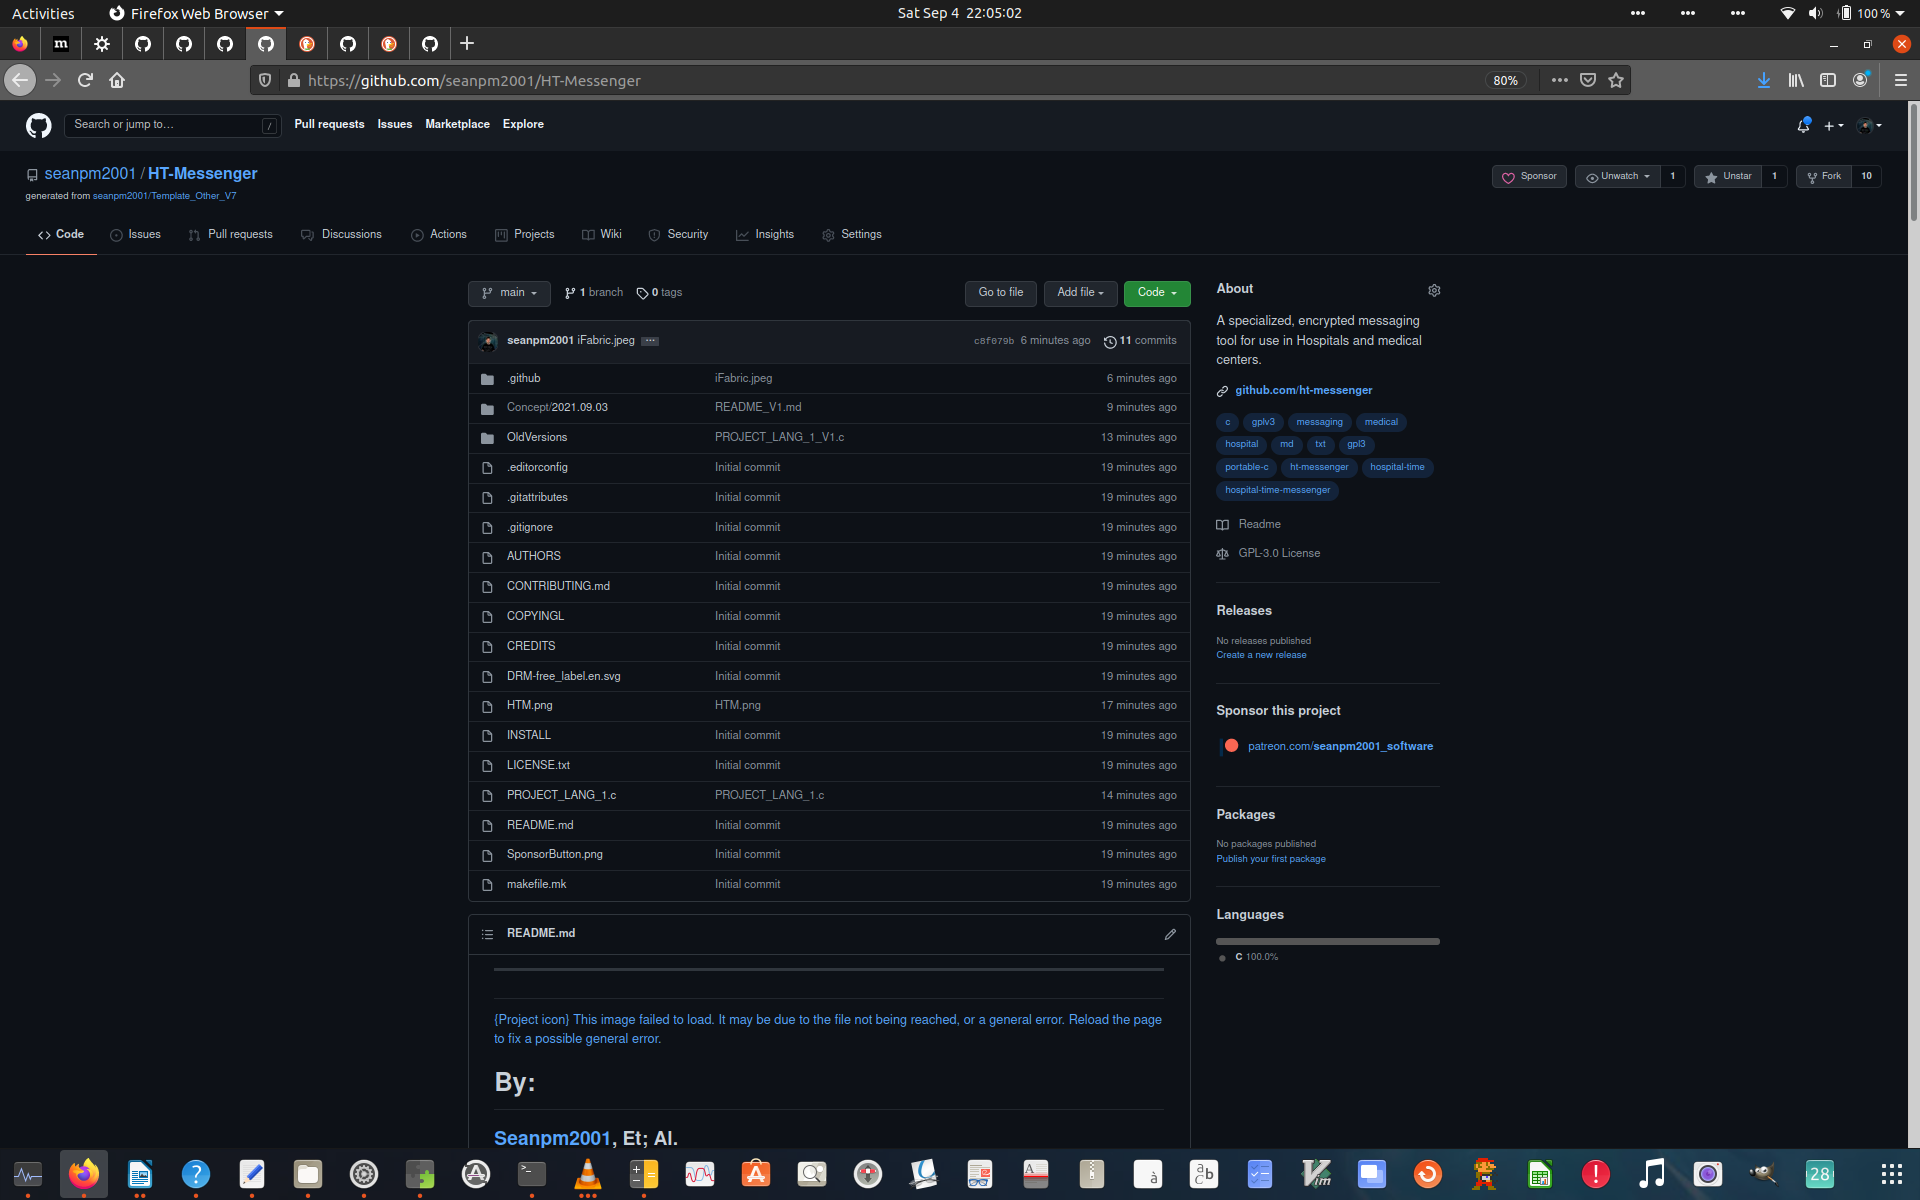 Activities
Firefox Web Browser
Sat Sep 4 22:05:02
100 %
m
https://github.com/seanpm2001/HT-Messenger
80%
Search or jump to…
/
Pull requests
Issues
Marketplace
Explore
seanpm2001 / HT-Messenger
generated from seanpm2001/Template_Other_V7
Sponsor
Unwatch
1
Unstar
1
Fork
10
Code
Issues
Pull requests
Discussions
Actions
Projects
Wiki
Security
Insights
Settings
main
1 branch
0 tags
Go to file
Add file
Code
seanpm2001 iFabric.jpeg
c8f079b 6 minutes ago
11 commits
.github
iFabric.jpeg
6 minutes ago
Concept/2021.09.03
README_V1.md
9 minutes ago
OldVersions
PROJECT_LANG_1_V1.c
13 minutes ago
.editorconfig
Initial commit
19 minutes ago
.gitattributes
Initial commit
19 minutes ago
.gitignore
Initial commit
19 minutes ago
AUTHORS
Initial commit
19 minutes ago
CONTRIBUTING.md
Initial commit
19 minutes ago
COPYINGL
Initial commit
19 minutes ago
CREDITS
Initial commit
19 minutes ago
DRM-free_label.en.svg
Initial commit
19 minutes ago
HTM.png
HTM.png
17 minutes ago
INSTALL
Initial commit
19 minutes ago
LICENSE.txt
Initial commit
19 minutes ago
PROJECT_LANG_1.c
PROJECT_LANG_1.c
14 minutes ago
README.md
Initial commit
19 minutes ago
SponsorButton.png
Initial commit
19 minutes ago
makefile.mk
Initial commit
19 minutes ago
README.md
{Project icon} This image failed to load. It may be due to the file not being reached, or a general error. Reload the page
to fix a possible general error.
By:
Seanpm2001, Et; Al.
About
A specialized, encrypted messaging
tool for use in Hospitals and medical
centers.
github.com/ht-messenger
c gplv3 messaging medical
hospital md txt gpl3
portable-c ht-messenger hospital-time
hospital-time-messenger
Readme
GPL-3.0 License
Releases
No releases published
Create a new release
Sponsor this project
patreon.com/seanpm2001_software
Packages
No packages published
Publish your first package
Languages
C 100.0%
28